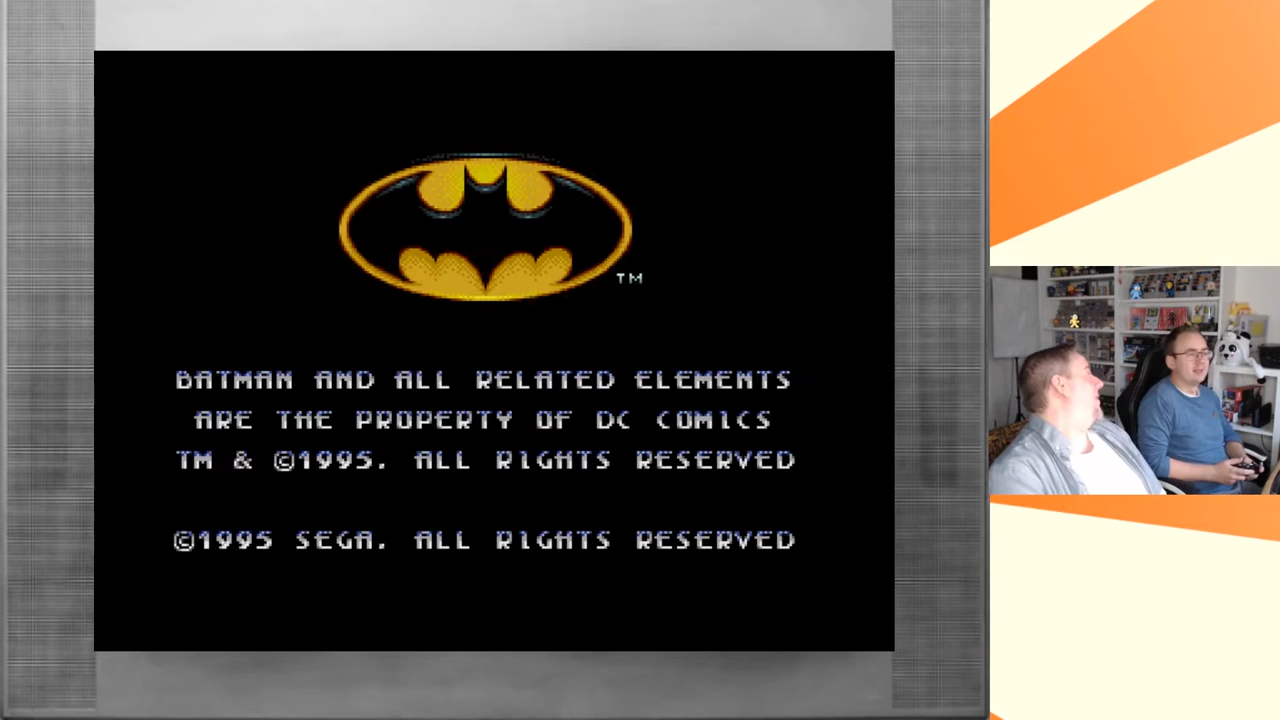 TM
BATMAN AND ALL RELATED ELEMENTS
ARE THE PROPERTY OF DC COMICS
TM & ©1995. ALL RIGHTS RESERVED
©1995 SEGA. ALL RIGHTS RESERVED